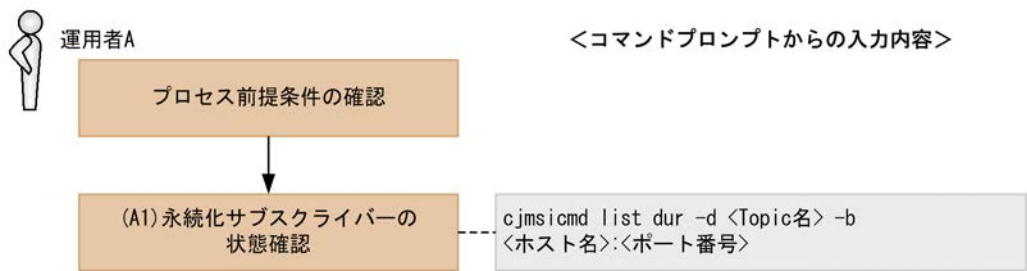 運用者A
＜コマンドプロンプトからの入力内容＞
プロセス前提条件の確認
(A1)永続化サブスクライバーの
状態確認
cjmsicmd list dur -d <Topic名> -b
<ホスト名>:<ポート番号>